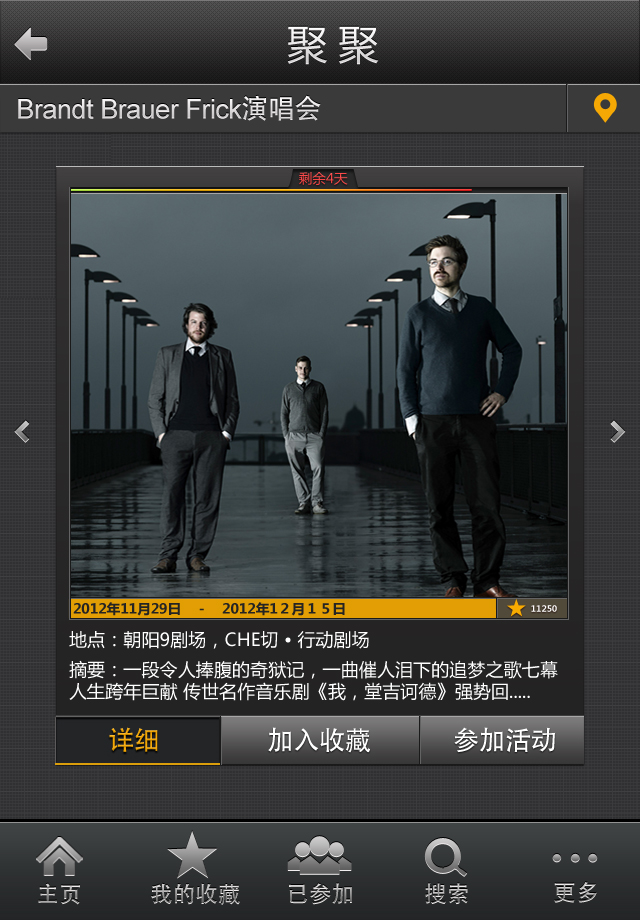 聚聚
Brandt Brauer Frick演唱会
剩余4天
2012年11月29日 - 2012年12月15日
11250
地点：朝阳9剧场，CHE切 • 行动剧场
摘要：一段令人捧腹的奇狱记，一曲催人泪下的追梦之歌七幕
人生跨年巨献 传世名作音乐剧《我，堂吉诃德》强势回.....
详细 加入收藏 参加活动
主页 我的收藏 已参加 搜索 更多